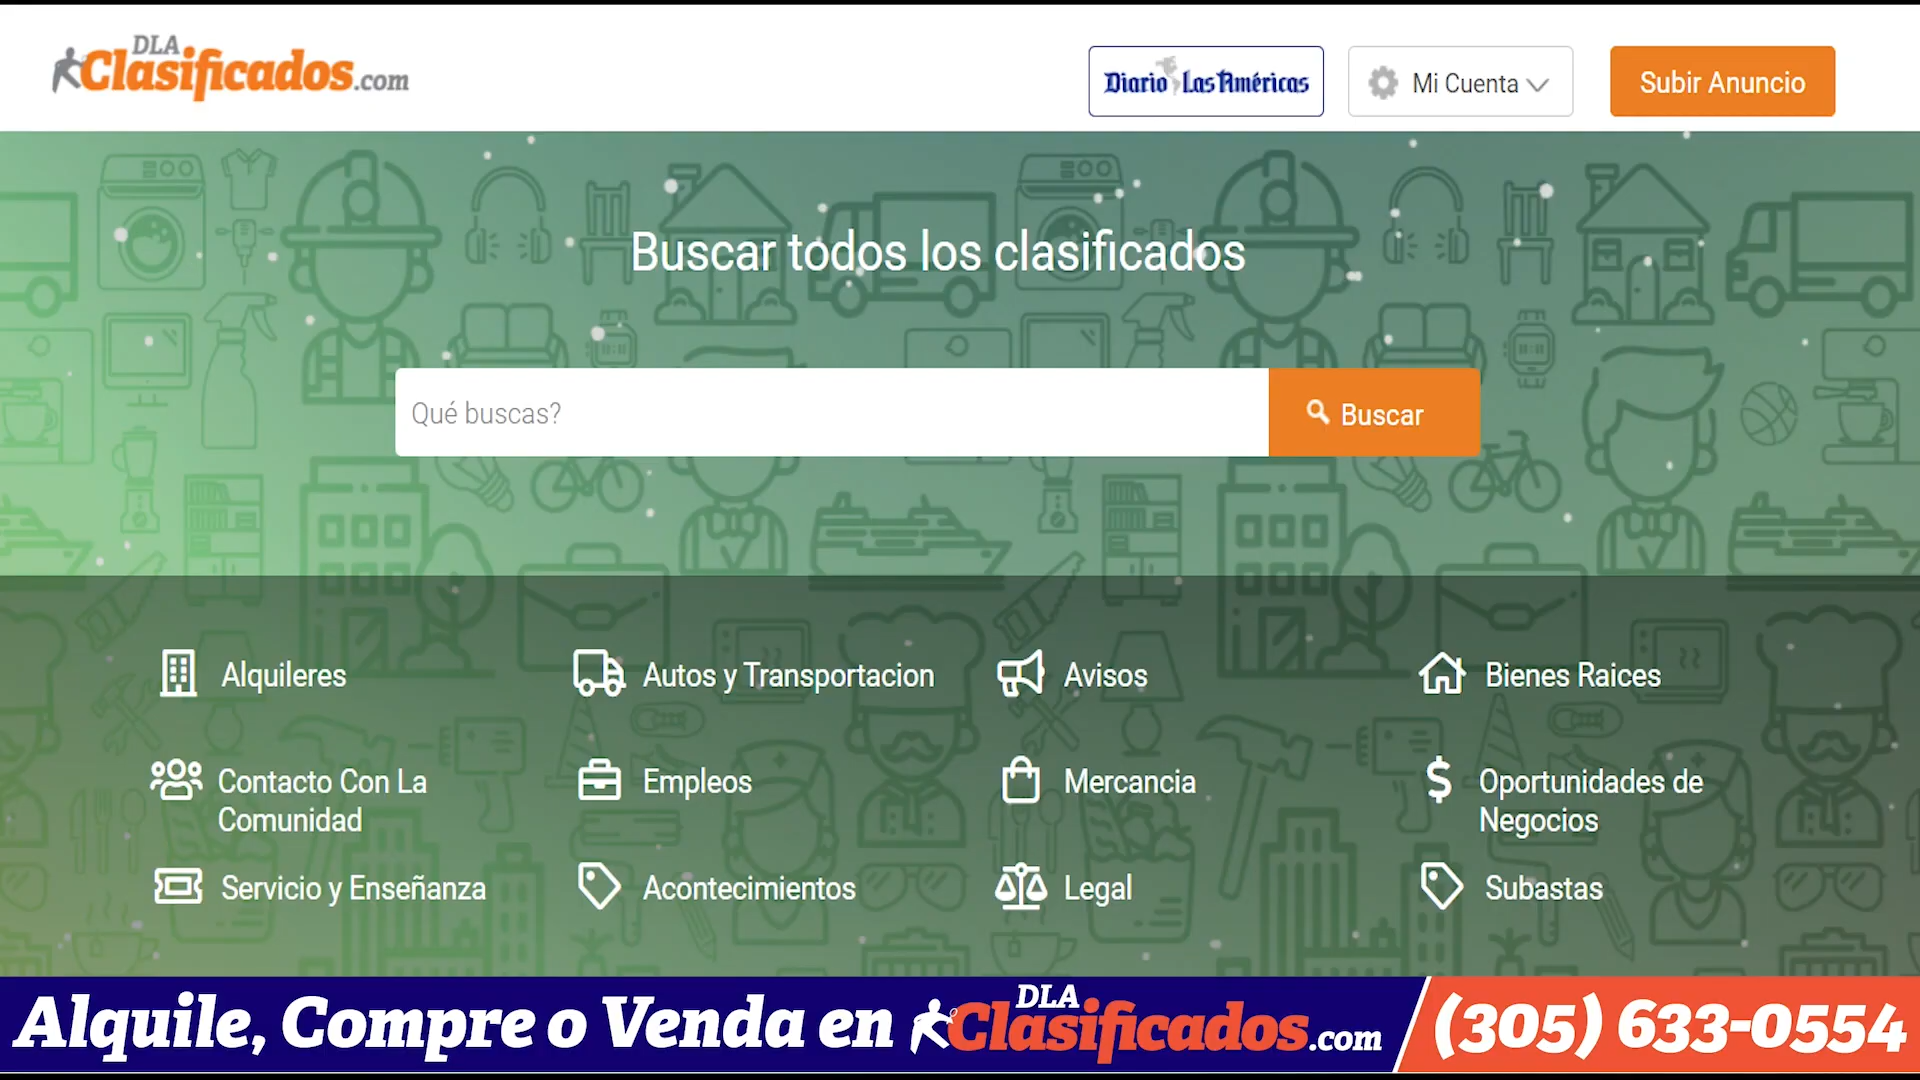 DLA
Clasificados.com
Diario Las Américas
Mi Cuenta
Subir Anuncio
Buscar todos los clasificados
Qué buscas?
Buscar
Alquileres
Autos y Transportacion
Avisos
Bienes Raices
Contacto Con La
Comunidad
Empleos
Mercancia
Oportunidades de
Negocios
Servicio y Enseñanza
Acontecimientos
Legal
Subastas
Alquile, Compre o Venda en DLA Clasificados.com
(305) 633-0554